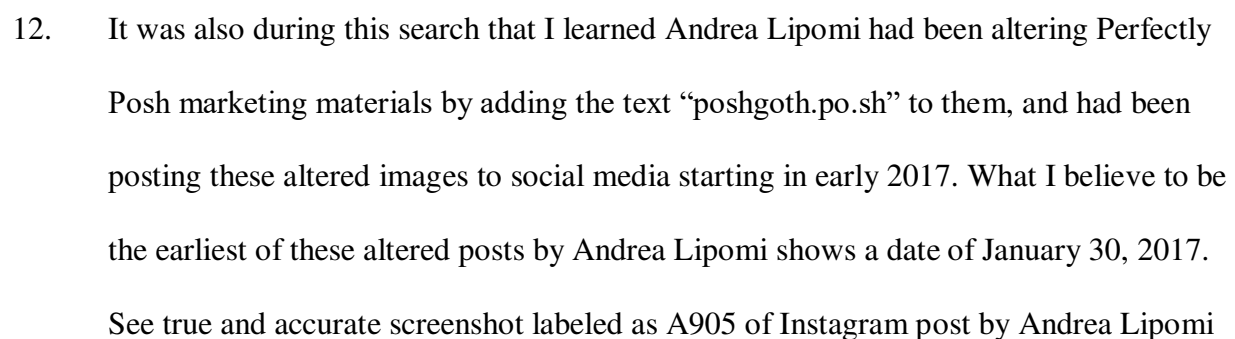 12. It was also during this search that I learned Andrea Lipomi had been altering Perfectly
Posh marketing materials by adding the text “poshgoth.po.sh” to them, and had been
posting these altered images to social media starting in early 2017. What I believe to be
the earliest of these altered posts by Andrea Lipomi shows a date of January 30, 2017.
See true and accurate screenshot labeled as A905 of Instagram post by Andrea Lipomi